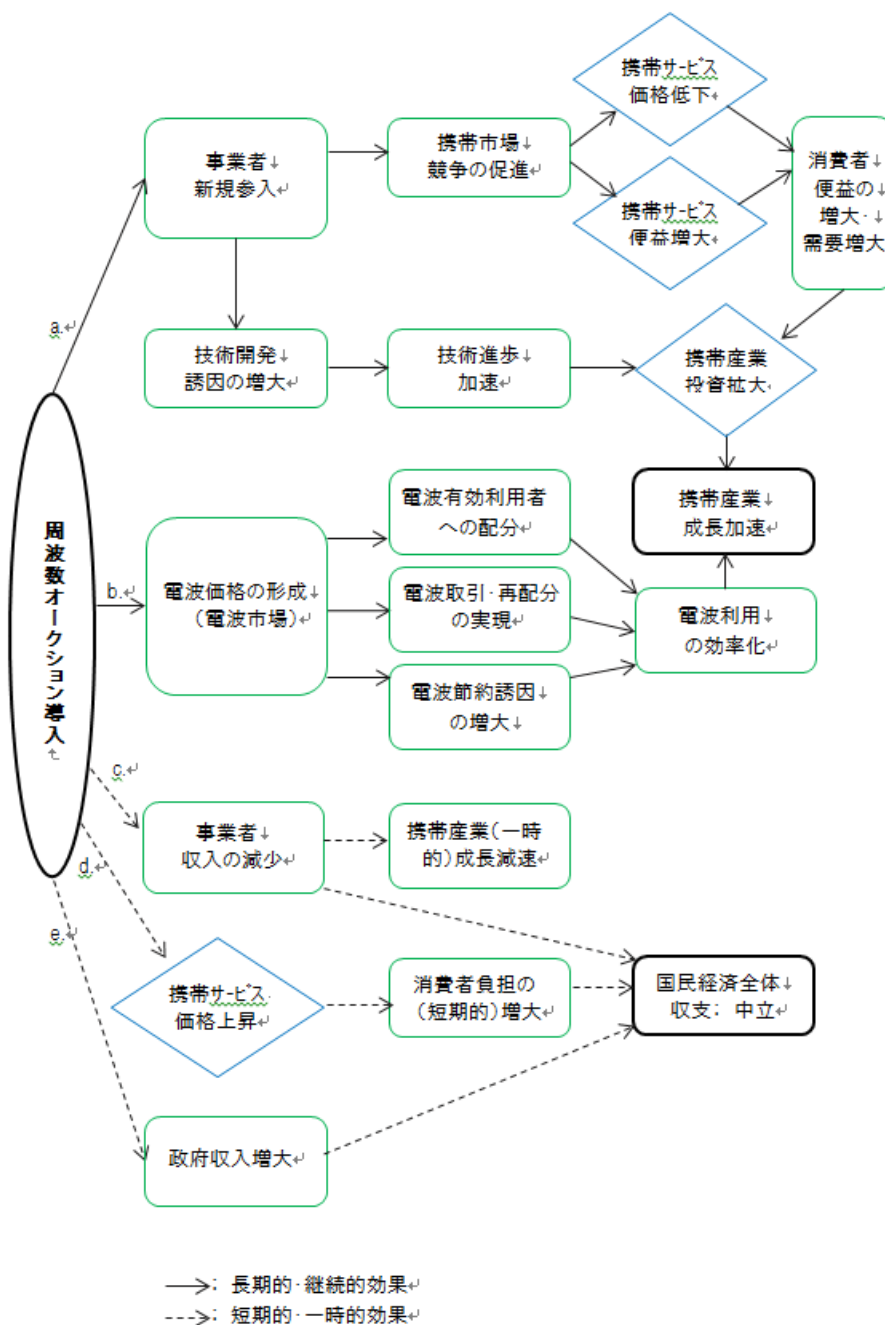 携帯サービス
価格低下
事業者
新規参入
携帯市場
競争の促進
消費者
便益の
増大・
需要増大
携帯サービス
便益増大
a.
技術開発
誘因の増大
技術進歩
加速
携帯産業
投資拡大
周波数オークション導入
電波有効利用者
への配分
携帯産業
成長加速
b.
電波価格の形成
(電波市場)
電波取引・再配分
の実現
電波利用
の効率化
電波節約誘因
の増大
c.
事業者
収入の減少
携帯産業(一時
的)成長減速
d.
e.
携帯サービス
価格上昇
消費者負担の
(短期的)増大
国民経済全体
収支: 中立
政府収入増大
: 長期的・継続的効果
: 短期的・一時的効果